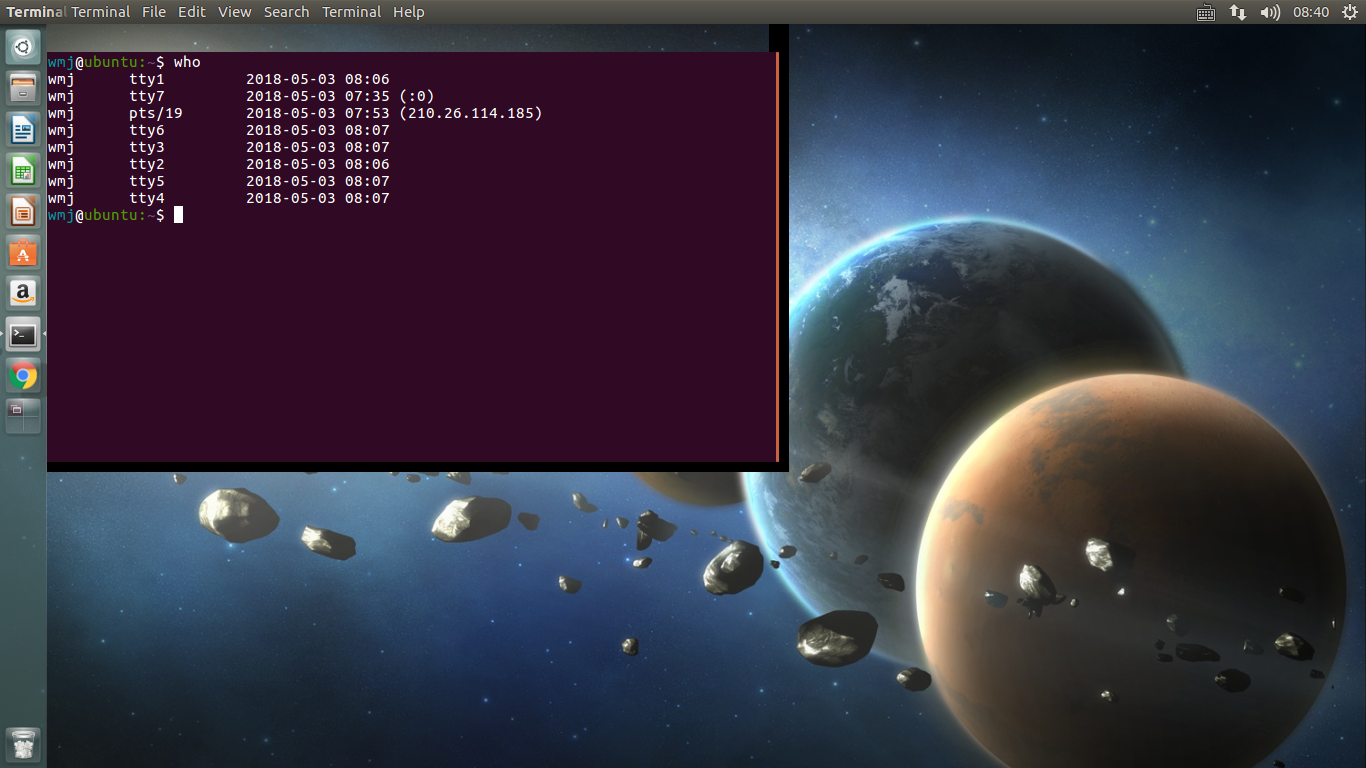 Terminal Terminal File Edit View Search Terminal Help 08:40
wmj@ubuntu:~$ who
wmj      tty1         2018-05-03 08:06
wmj      tty7         2018-05-03 07:35 (:0)
wmj      pts/19       2018-05-03 07:53 (210.26.114.185)
wmj      tty6         2018-05-03 08:07
wmj      tty3         2018-05-03 08:07
wmj      tty2         2018-05-03 08:06
wmj      tty5         2018-05-03 08:07
wmj      tty4         2018-05-03 08:07
wmj@ubuntu:~$